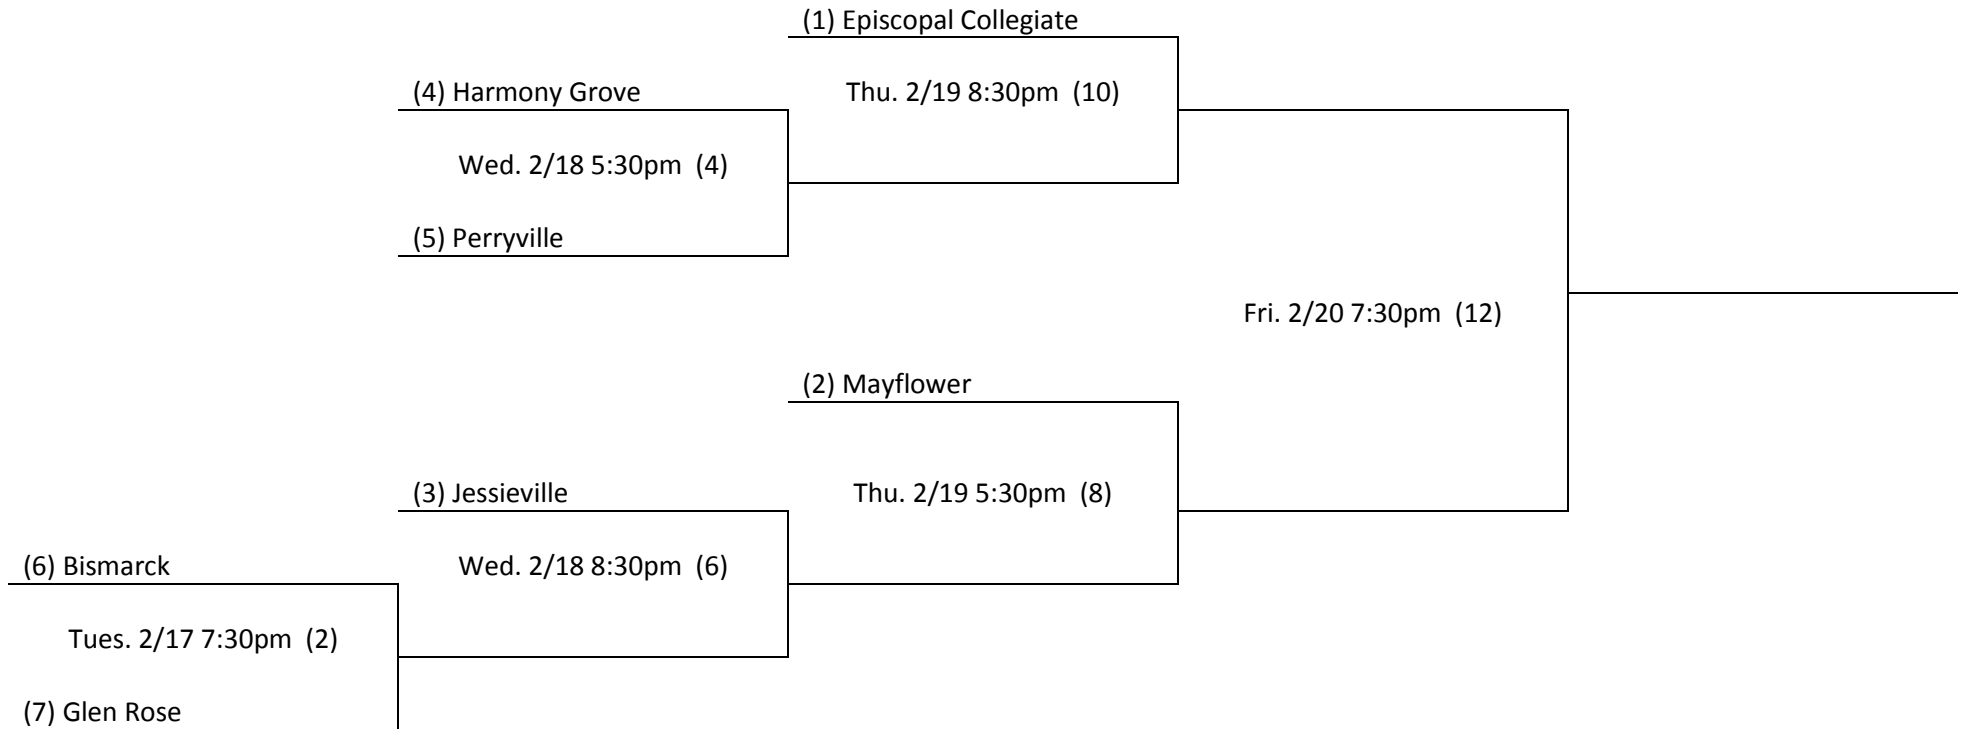 (1) Episcopal Collegiate
(4) Harmony Grove
Thu. 2/19 8:30pm (10)
Wed. 2/18 5:30pm (4)
(5) Perryville
Fri. 2/20 7:30pm (12)
(2) Mayflower
(3) Jessieville
Thu. 2/19 5:30pm (8)
(6) Bismarck
Wed. 2/18 8:30pm (6)
Tues. 2/17 7:30pm (2)
(7) Glen Rose